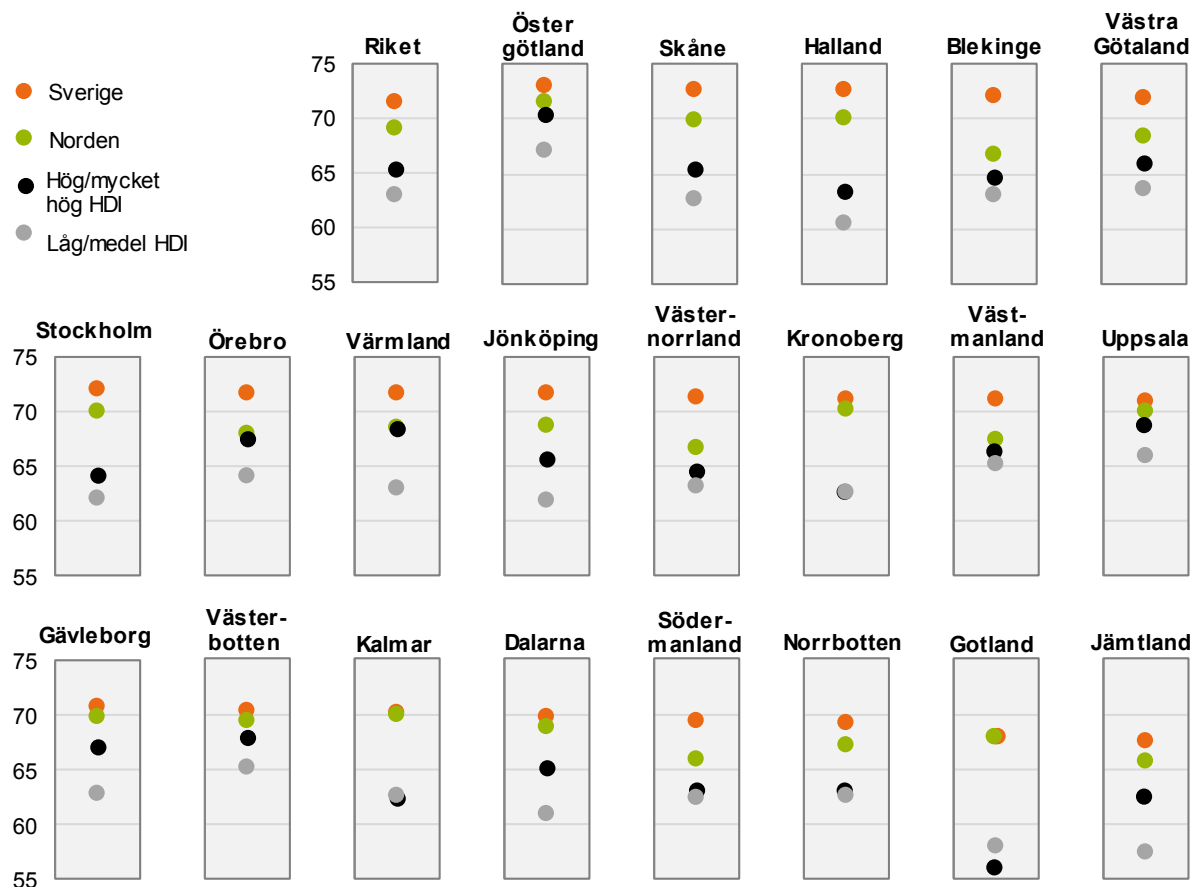 Sverige
Norden
Hög/mycket
hög HDI
Låg/medel HDI
Riket
Öster
götland
Skåne
Halland
Blekinge
Västra
Götaland
75
70
65
60
55
Stockholm
Örebro
Värmland
Jönköping
Väster-
norrland
Kronoberg
Väst-
manland
Uppsala
75
70
65
60
55
Gävleborg
Väster-
botten
Kalmar
Dalarna
Söder-
manland
Norrbotten
Gotland
Jämtland
75
70
65
60
55